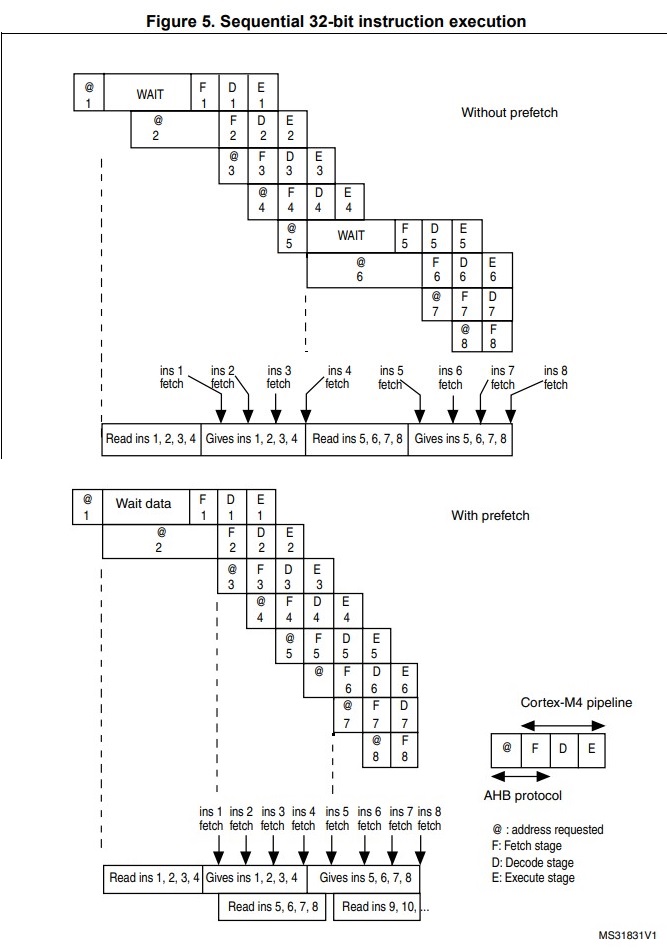 Figure 5. Sequential 32-bit instruction execution
@ WAIT F D E
1 1 1 1
Without prefetch
@ F D E
2 2 2 2
@ F D E
3 3 3 3
@ F D E
4 4 4 4
@ WAIT F D E
5 5 5 5
@ F D E
6 6 6 6
@ F D
7 7 7
@ F
8 8
ins 1 ins 2 ins 3 ins 4 ins 5 ins 6 ins 7 ins 8
fetch fetch fetch fetch fetch fetch fetch fetch
Read ins 1, 2, 3, 4 Gives ins 1, 2, 3, 4 Read ins 5, 6, 7, 8 Gives ins 5, 6, 7, 8
@ Wait data F D E
1 1 1 1
With prefetch
@ F D E
2 2 2 2
@ F D E
3 3 3 3
@ F D E
4 4 4 4
@ F D E
5 5 5 5
@ F D E
6 6 6
@ F D
7 7 7
@ F
8 8
Cortex-M4 pipeline
@ F D E
AHB protocol
ins 1 ins 2 ins 3 ins 4 ins 5 ins 6 ins 7 ins 8
fetch fetch fetch fetch fetch fetch fetch fetch
@ : address requested
F: Fetch stage
D: Decode stage
E: Execute stage
Read ins 1, 2, 3, 4 Gives ins 1, 2, 3, 4 Gives ins 5, 6, 7, 8
Read ins 5, 6, 7, 8 Read ins 9, 10, ...
MS31831V1